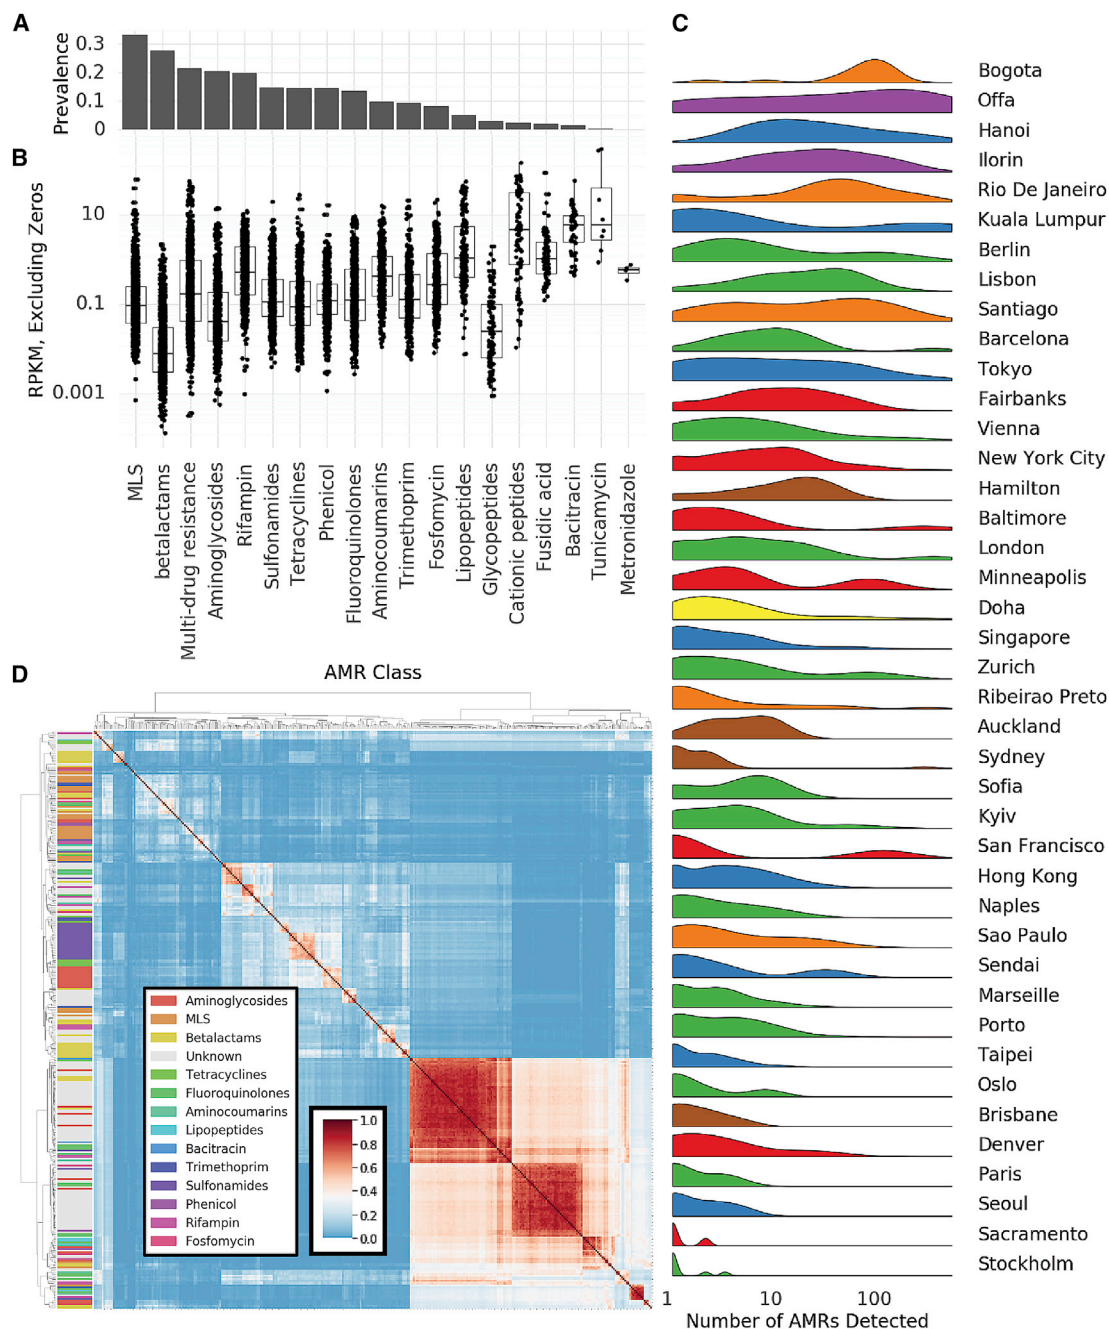 A
Prevalence
0.3
0.2
0.1
0
B
RPKM, Excluding Zeros
10
0.1
0.001
MLS
betalactams
Multi-drug resistance
Aminoglycosides
Rifampin
Sulfonamides
Tetracyclines
Phenicol
Fluoroquinolones
Aminocoumarins
Trimethoprim
Fosfomycin
Lipopeptides
Glycopeptides
Cationic peptides
Fusidic acid
Bacitracin
Tunicamycin
Metronidazole
AMR Class
C
Bogota
Offa
Hanoi
Ilorin
Rio De Janeiro
Kuala Lumpur
Berlin
Lisbon
Santiago
Barcelona
Tokyo
Fairbanks
Vienna
New York City
Hamilton
Baltimore
London
Minneapolis
Doha
Singapore
Zurich
Ribeirao Preto
Auckland
Sydney
Sofia
Kyiv
San Francisco
Hong Kong
Naples
Sao Paulo
Sendai
Marseille
Porto
Taipei
Oslo
Brisbane
Denver
Paris
Seoul
Sacramento
Stockholm
1 10 100
Number of AMRs Detected
D
Aminoglycosides
MLS
Betalactams
Unknown
Tetracyclines
Fluoroquinolones
Aminocoumarins
Lipopeptides
Bacitracin
Trimethoprim
Sulfonamides
Phenicol
Rifampin
Fosfomycin
1.0
0.8
0.6
0.4
0.2
0.0